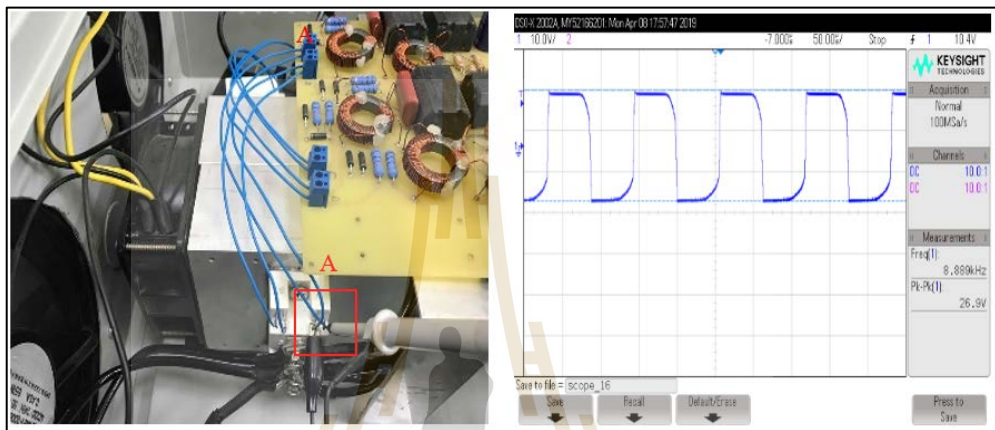 A
A
DSO-X 2002A, MY52166201: Mon Apr 08 17:57:47 2019
1 10.0V/ 2 -7.000% 50.00%/ Stop 1 10.4V
KEYSIGHT
TECHNOLOGIES
Acquisition
Normal
100MSa/s
Channels
DC 10.0:1
DC 10.0:1
Measurements
Freq(1):
8.889kHz
Pk-Pk(1):
26.9V
Save to file = scope_16
Save
Recall
Default/Erase
Press to
Save